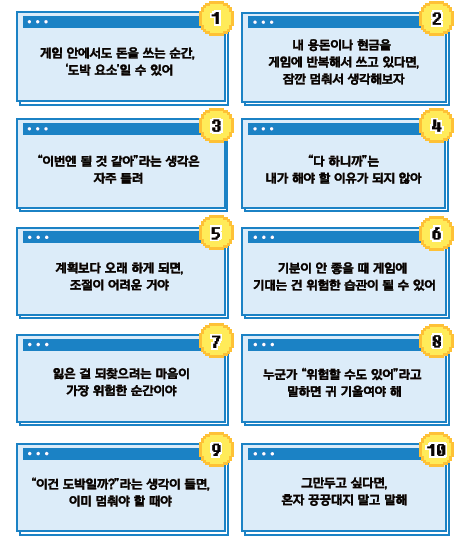 1
게임 안에서도 돈을 쓰는 순간,
‘도박 요소’일 수 있어
2
내 용돈이나 현금을
게임에 반복해서 쓰고 있다면,
잠깐 멈춰서 생각해보자
3
“이번엔 될 것 같아”라는 생각은
자주 틀려
4
“다 하니까”는
내가 해야 할 이유가 되지 않아
5
계획보다 오래 하게 되면,
조절이 어려운 거야
6
기분이 안 좋을 때 게임에
기대는 건 위험한 습관이 될 수 있어
7
잃은 걸 되찾으려는 마음이
가장 위험한 순간이야
8
누군가 “위험할 수도 있어”라고
말하면 귀 기울여야 해
9
“이건 도박일까?”라는 생각이 들면,
이미 멈춰야 할 때야
10
그만두고 싶다면,
혼자 끙끙대지 말고 말해